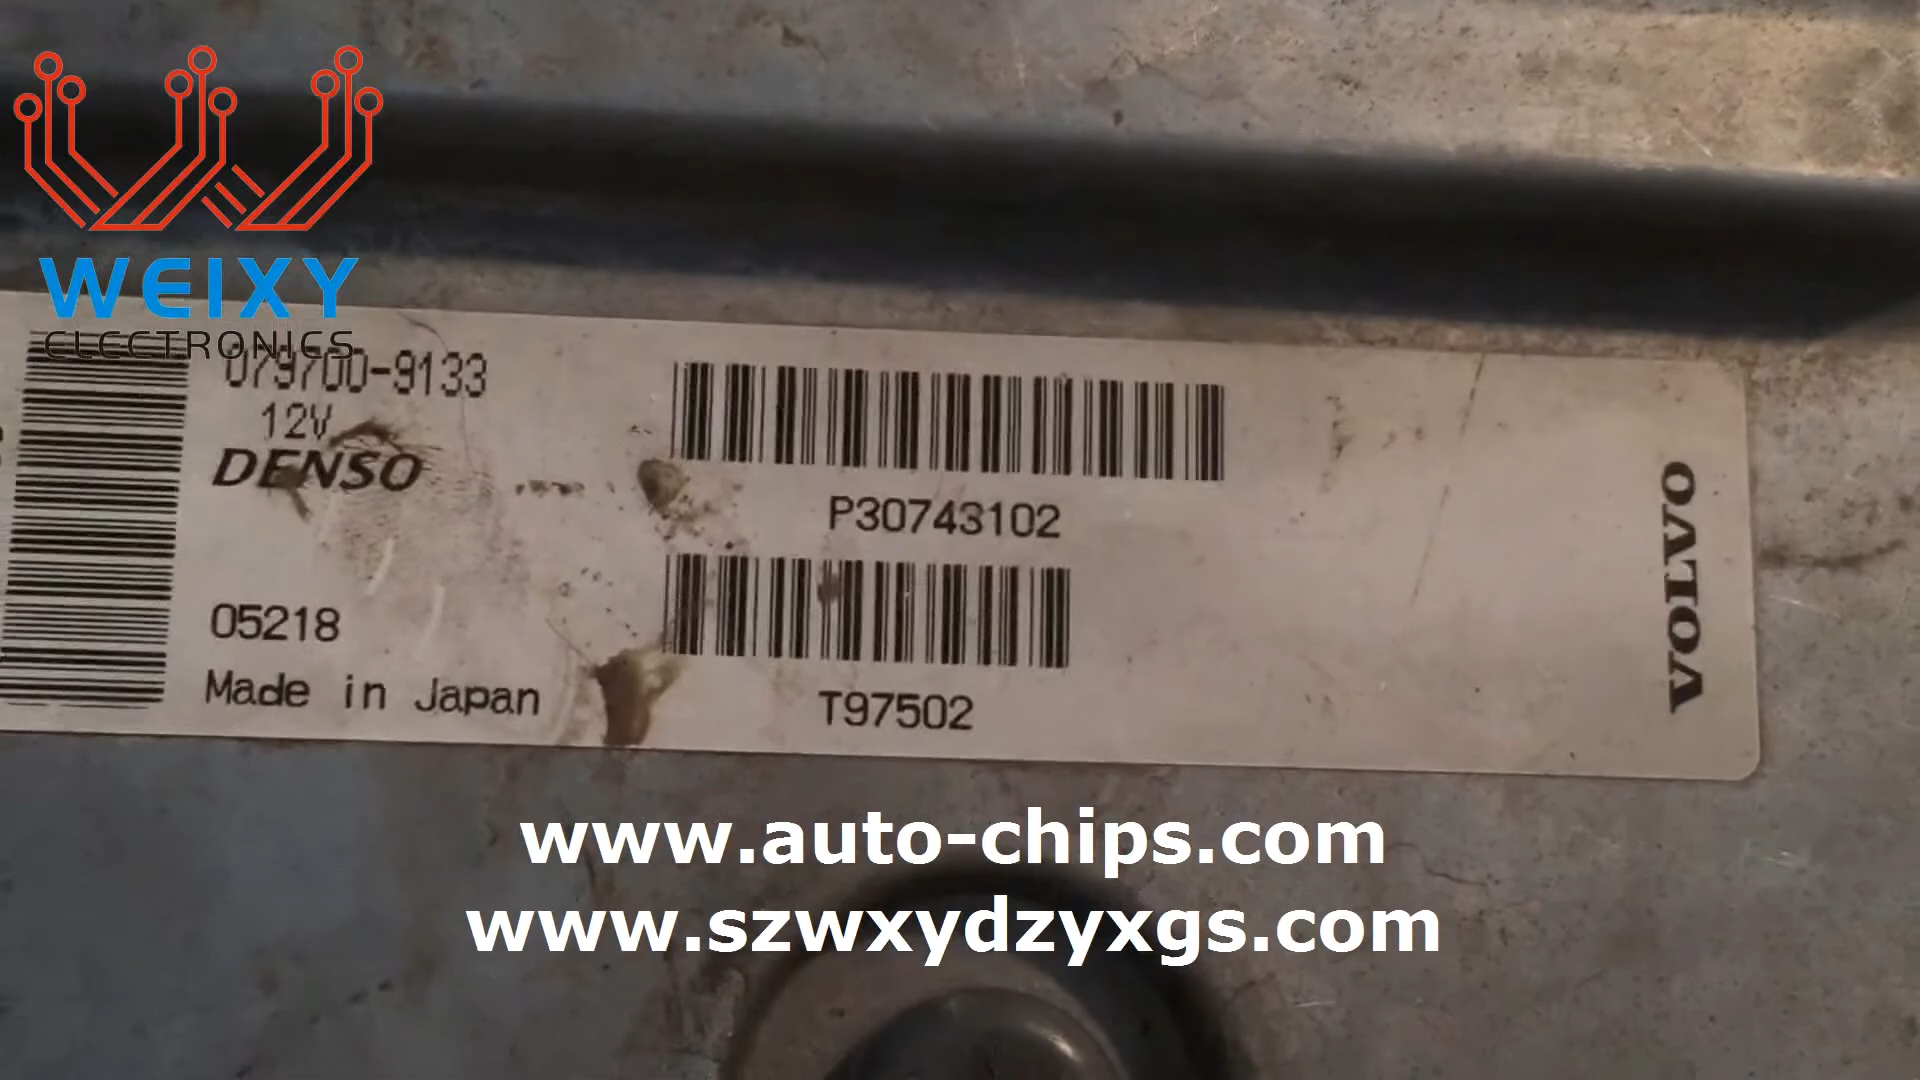 WEIXY
ELECTRONICS
079700-9133
12V
DENSO
05218
Made in Japan
P30743102
T97502
VOLVO
www.auto-chips.com
www.szwxydzyxgs.com